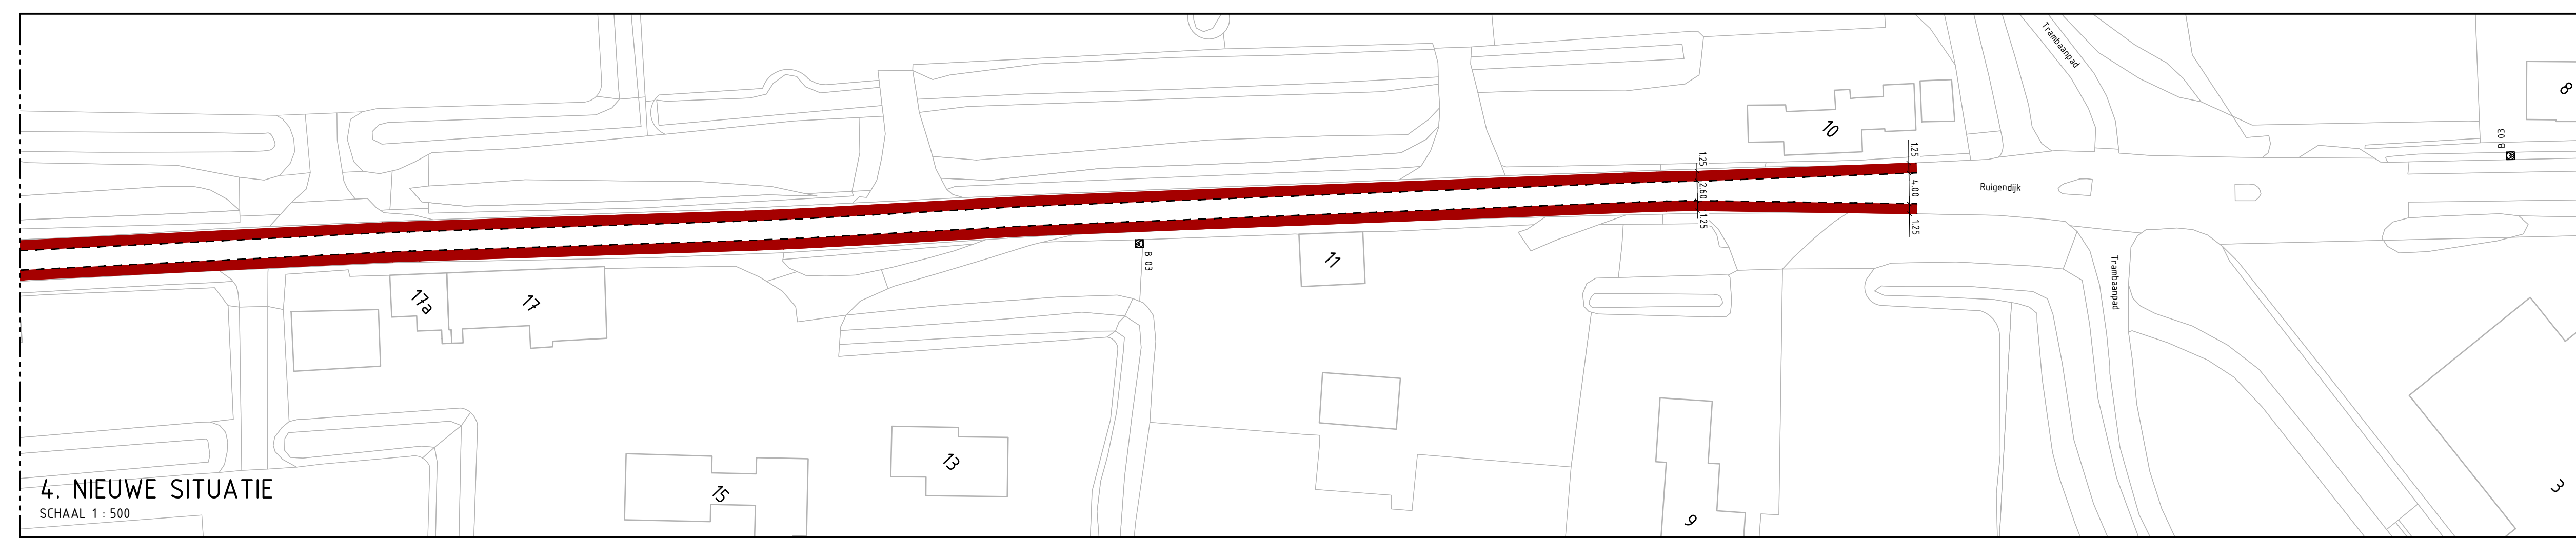 Trambaanpad
8
B 03
10
1.25
2.60
1.25
1.25
4.00
1.25
Ruigendijk
B 03
11
17a
17
Trambaanpad
13
15
9
3
4. NIEUWE SITUATIE
SCHAAL 1 : 500